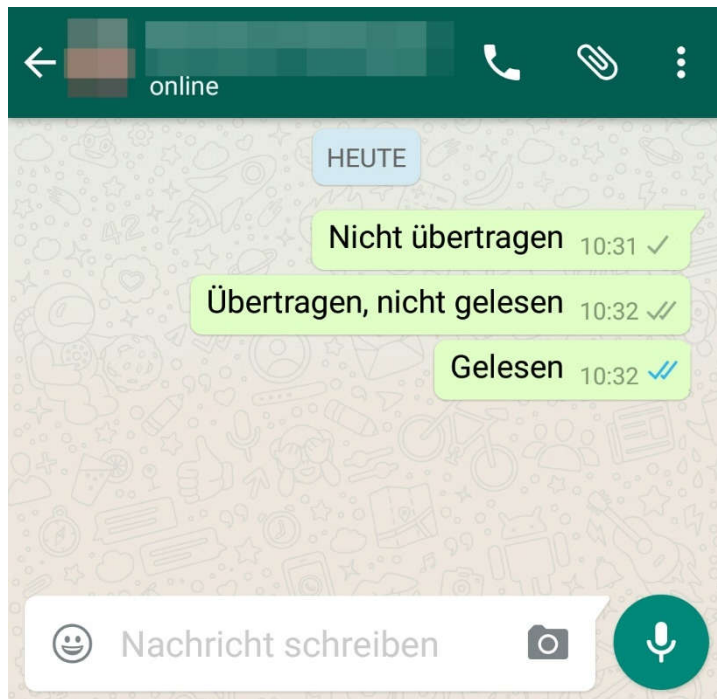 online
HEUTE
Nicht übertragen 10:31
Übertragen, nicht gelesen 10:32
Gelesen 10:32
Nachricht schreiben